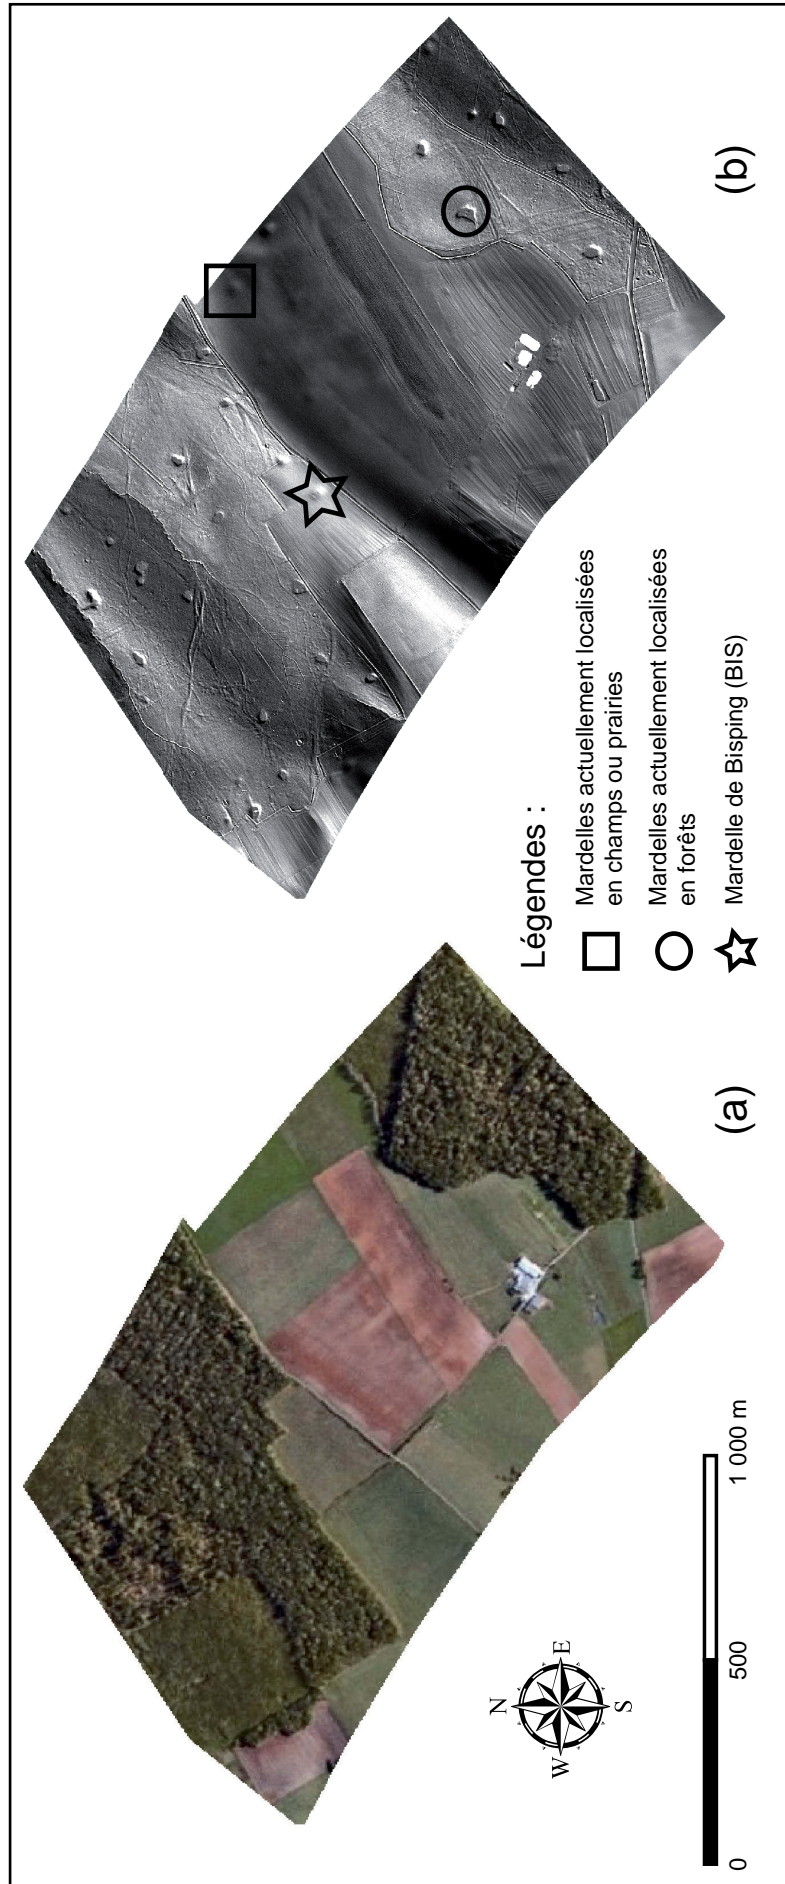 (a)
(b)
N
W
E
S
0
500
1 000 m
Légendes :
Mardelles actuellement localisées
en champs ou prairies
Mardelles actuellement localisées
en forêts
Mardelle de Bisping (BIS)